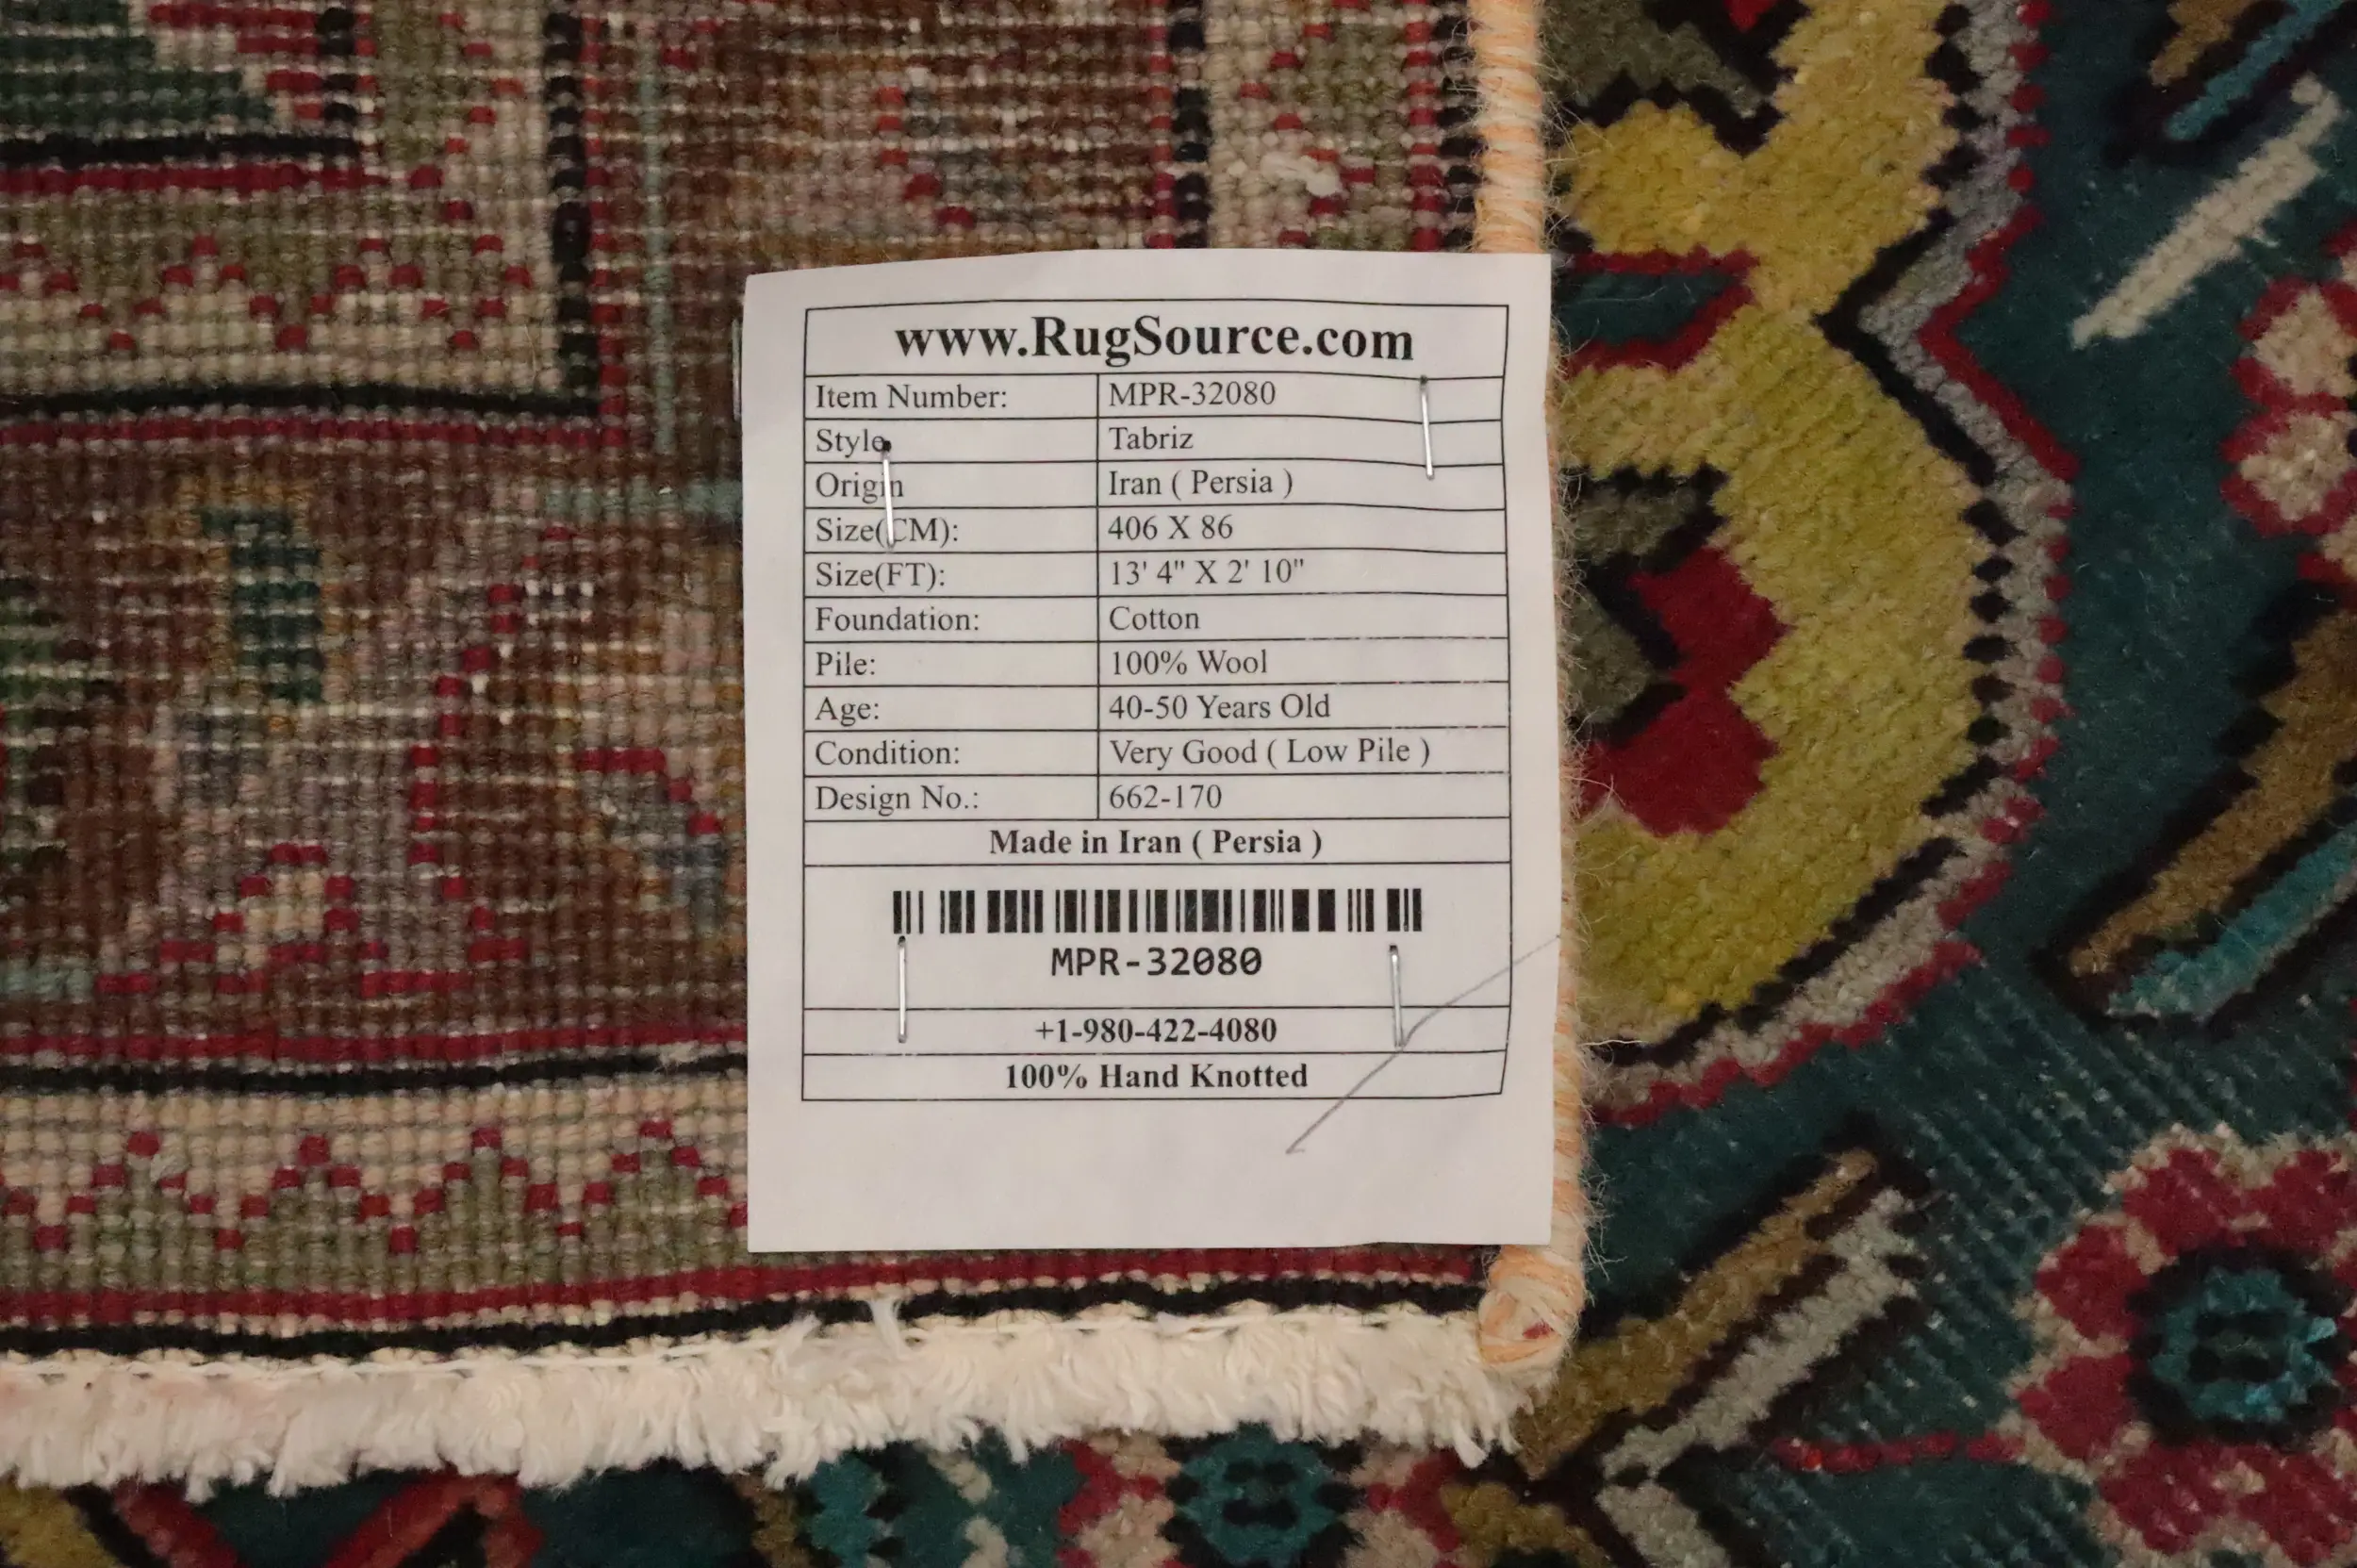 www.RugSource.com
Item Number: MPR-32080
Style: Tabriz
Origin Iran ( Persia )
Size(CM): 406 X 86
Size(FT): 13' 4" X 2' 10"
Foundation: Cotton
Pile: 100% Wool
Age: 40-50 Years Old
Condition: Very Good ( Low Pile )
Design No.: 662-170
Made in Iran ( Persia )
MPR-32080
+1-980-422-4080
100% Hand Knotted